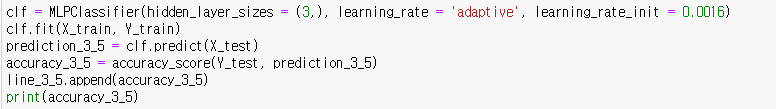 clf = MLPClassifier(hidden_layer_sizes = (3,), learning_rate = 'adaptive', learning_rate_init = 0.0016)
clf.fit(X_train, Y_train)
prediction_3_5 = clf.predict(X_test)
accuracy_3_5 = accuracy_score(Y_test, prediction_3_5)
line_3_5.append(accuracy_3_5)
print(accuracy_3_5)